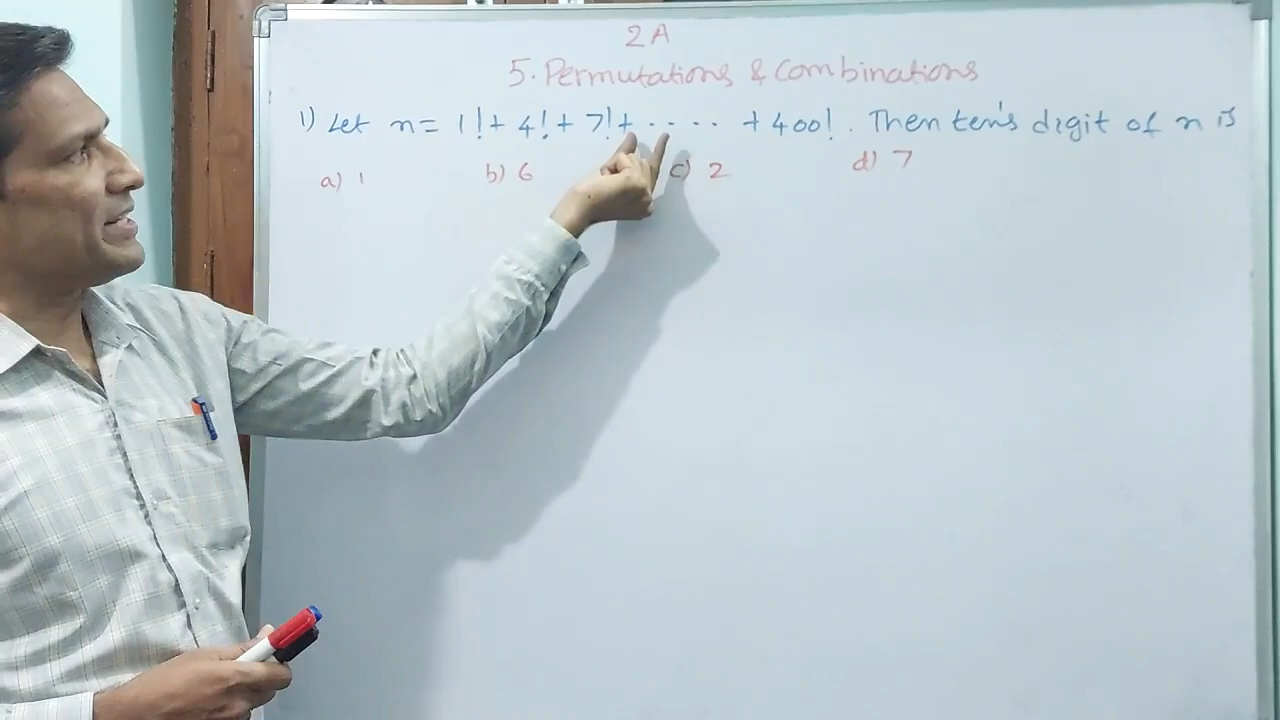 2A
5. Permutations & Combinations
1) Let n = 1! + 4! + 7! + ..... + 400!. Then ten's digit of n is
a) 1 b) 6 c) 2 d) 7